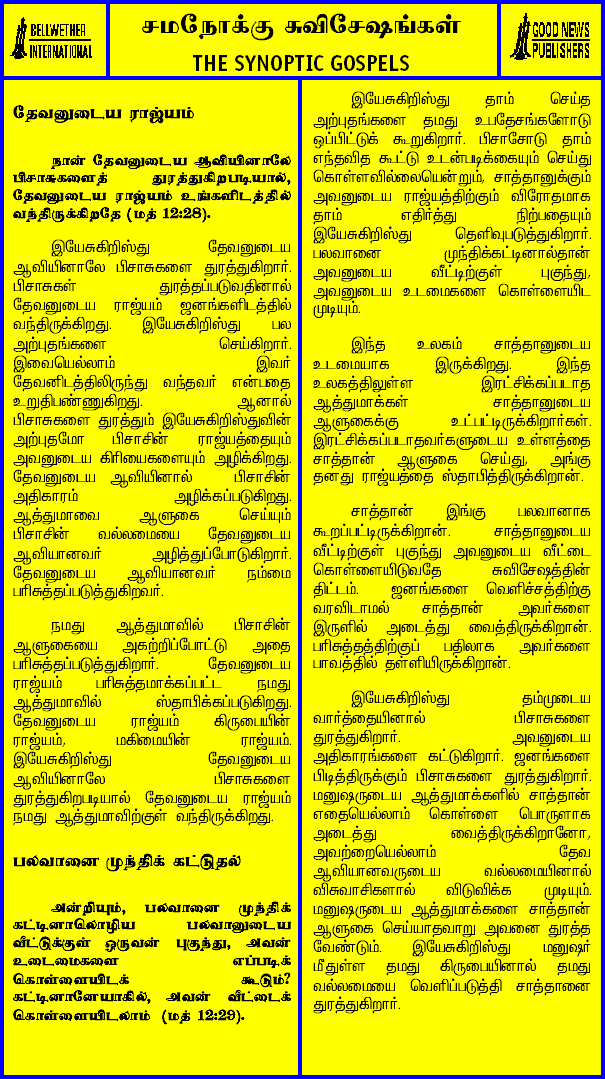 BELLWETHER
INTERNATIONAL
சமநோக்கு சுவிசேஷங்கள்
THE SYNOPTIC GOSPELS
GOOD NEWS
PUBLISHERS
தேவனுடைய ராஜ்யம்
நான் தேவனுடைய ஆவியினாலே
பிசாசுகளைத் துரத்துகிறபடியால்,
தேவனுடைய ராஜ்யம் உங்களிடத்தில்
வந்திருக்கிறதே (மத் 12:28).
இயேசுகிறிஸ்து தேவனுடைய
ஆவியினாலே பிசாசுகளை துரத்துகிறார்.
பிசாசுகள் துரத்தப்படுவதினால்
தேவனுடைய ராஜ்யம் ஜனங்களிடத்தில்
வந்திருக்கிறது. இயேசுகிறிஸ்து பல
அற்புதங்களை செய்கிறார்.
இவையெல்லாம் இவர்
தேவனிடத்திலிருந்து வந்தவர் என்பதை
உறுதிபண்ணுகிறது. ஆனால்
பிசாசுகளை துரத்தும் இயேசுகிறிஸ்துவின்
அற்புதமோ பிசாசின் ராஜ்யத்தையும்
அவனுடைய கிரியைகளையும் அழிக்கிறது.
தேவனுடைய ஆவியினால் பிசாசின்
அதிகாரம் அழிக்கப்படுகிறது.
ஆத்துமாவை ஆளுகை செய்யும்
பிசாசின் வல்லமையை தேவனுடைய
ஆவியானவர் அழித்துப்போடுகிறார்.
தேவனுடைய ஆவியானவர் நம்மை
பரிசுத்தப்படுத்துகிறவர்.
நமது ஆத்துமாவில் பிசாசின்
ஆளுகையை அகற்றிப்போட்டு அதை
பரிசுத்தப்படுத்துகிறார். தேவனுடைய
ராஜ்யம் பரிசுத்தமாக்கப்பட்ட நமது
ஆத்துமாவில் ஸ்தாபிக்கப்படுகிறது.
தேவனுடைய ராஜ்யம் கிருபையின்
ராஜ்யம், மகிமையின் ராஜ்யம்.
இயேசுகிறிஸ்து தேவனுடைய
ஆவியினாலே பிசாசுகளை
துரத்துகிறபடியால் தேவனுடைய ராஜ்யம்
நமது ஆத்துமாவிற்குள் வந்திருக்கிறது.
பலவானை முந்திக் கட்டுதல்
அன்றியும், பலவானை முந்திக்
கட்டினாலொழிய பலவானுடைய
வீட்டுக்குள் ஒருவன் புகுந்து, அவன்
உடைமைகளை எப்படிக்
கொள்ளையிடக் கூடும்?
கட்டினானேயாகில், அவன் வீட்டைக்
கொள்ளையிடலாம் (மத் 12:29).
இயேசுகிறிஸ்து தாம் செய்த
அற்புதங்களை தமது உபதேசங்களோடு
ஒப்பிட்டுக் கூறுகிறார். பிசாசோடு தாம்
எந்தவித கூட்டு உடன்படிக்கையும் செய்து
கொள்ளவில்லையென்றும், சாத்தானுக்கும்
அவனுடைய ராஜ்யத்திற்கும் விரோதமாக
தாம் எதிர்த்து நிற்பதையும்
இயேசுகிறிஸ்து தெளிவுபடுத்துகிறார்.
பலவானை முந்திக்கட்டினால்தான்
அவனுடைய வீட்டிற்குள் புகுந்து,
அவனுடைய உடமைகளை கொள்ளையிட
முடியும்.
இந்த உலகம் சாத்தானுடைய
உடமையாக இருக்கிறது. இந்த
உலகத்திலுள்ள இரட்சிக்கப்படாத
ஆத்துமாக்கள் சாத்தானுடைய
ஆளுகைக்கு உட்பட்டிருக்கிறார்கள்.
இரட்சிக்கப்படாதவர்களுடைய உள்ளத்தை
சாத்தான் ஆளுகை செய்து, அங்கு
தனது ராஜ்யத்தை ஸ்தாபித்திருக்கிறான்.
சாத்தான் இங்கு பலவானாக
கூறப்பட்டிருக்கிறான். சாத்தானுடைய
வீட்டிற்குள் புகுந்து அவனுடைய வீட்டை
கொள்ளையிடுவதே சுவிசேஷத்தின்
திட்டம். ஜனங்களை வெளிச்சத்திற்கு
வரவிடாமல் சாத்தான் அவர்களை
இருளில் அடைத்து வைத்திருக்கிறான்.
பரிசுத்தத்திற்குப் பதிலாக அவர்களை
பாவத்தில் தள்ளியிருக்கிறான்.
இயேசுகிறிஸ்து தம்முடைய
வார்த்தையினால் பிசாசுகளை
துரத்துகிறார். அவனுடைய
அதிகாரங்களை கட்டுகிறார். ஜனங்களை
பிடித்திருக்கும் பிசாசுகளை துரத்துகிறார்.
மனுஷருடைய ஆத்துமாக்களில் சாத்தான்
எதையெல்லாம் கொள்ளை பொருளாக
அடைத்து வைத்திருக்கிறானோ,
அவற்றையெல்லாம் தேவ
ஆவியானவருடைய வல்லமையினால்
விசுவாசிகளால் விடுவிக்க முடியும்.
மனுஷருடைய ஆத்துமாக்களை சாத்தான்
ஆளுகை செய்யாதவாறு அவனை துரத்த
வேண்டும். இயேசுகிறிஸ்து மனுஷர்
மீதுள்ள தமது கிருபையினால் தமது
வல்லமையை வெளிப்படுத்தி சாத்தானை
துரத்துகிறார்.